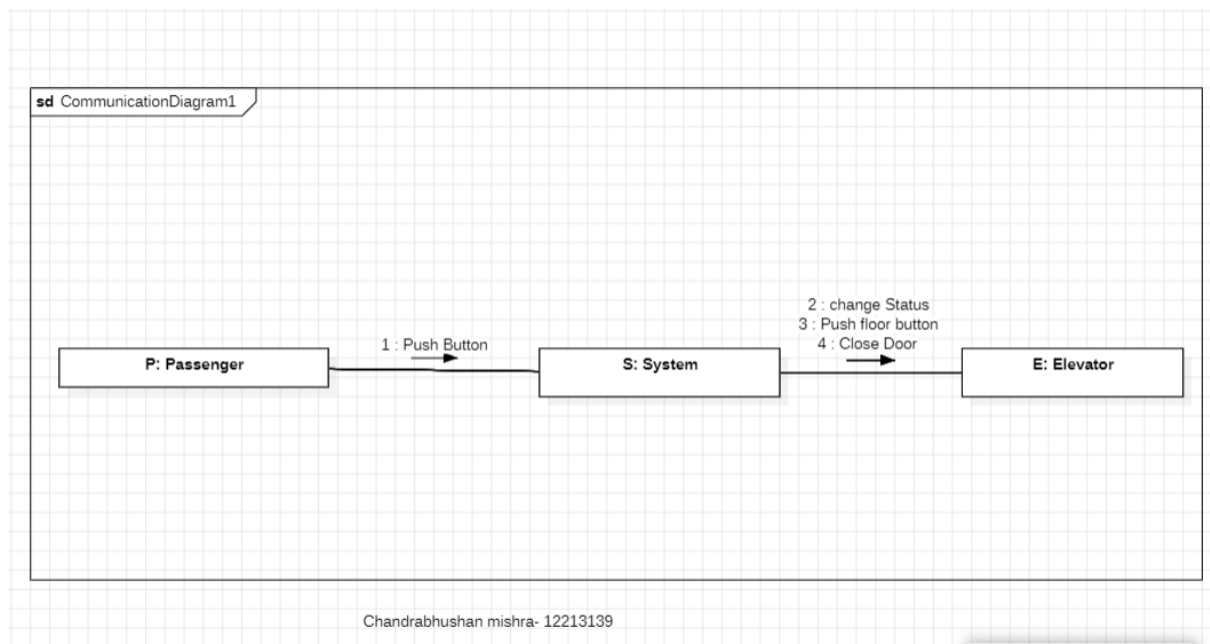 sd CommunicationDiagram1
2 : change Status
3 : Push floor button
1 : Push Button
4 : Close Door
P: Passenger
S: System
E: Elevator
Chandrabhushan mishra- 12213139